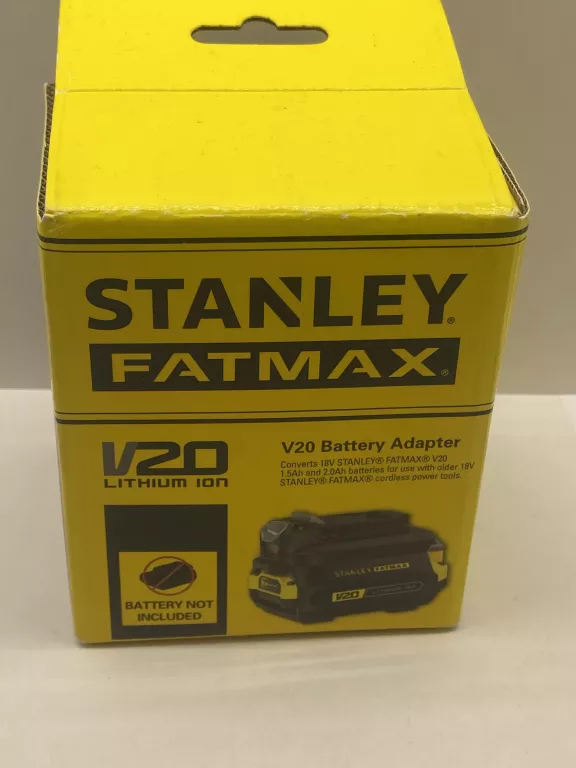 STANLEY®
FATMAX®
V20
LITHIUM ION
V20 Battery Adapter
Converts 18V STANLEY® FATMAX® V20
1.5Ah and 2.0Ah batteries for use with older 18V
STANLEY® FATMAX® cordless power tools.
BATTERY NOT
INCLUDED
STANLEY FATMAX
V20